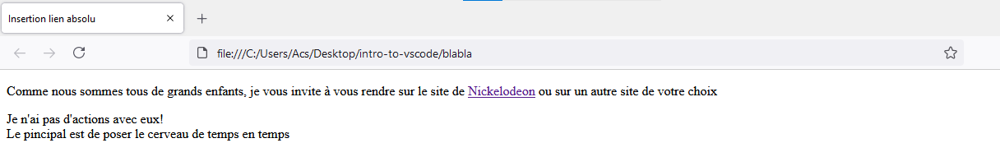 Insertion lien absolu
file:///C:/Users/Acs/Desktop/intro-to-vscode/blabla
Comme nous sommes tous de grands enfants, je vous invite à vous rendre sur le site de Nickelodeon ou sur un autre site de votre choix
Je n'ai pas d'actions avec eux!
Le pincipal est de poser le cerveau de temps en temps